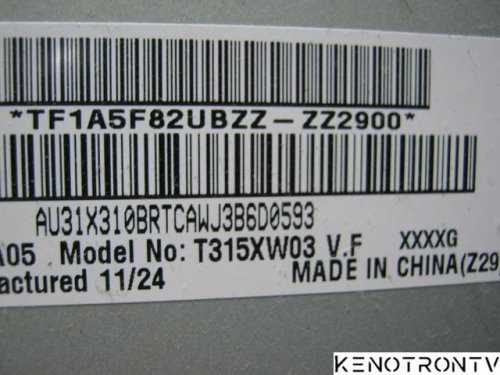 *TF1A5F82UBZZ-ZZ2900*
AU31X310BRTCAWJ3B6D0593
A05 Model No: T315XW03 V.F XXXXG
actured 11/24 MADE IN CHINA(Z29
KENOTRONTV